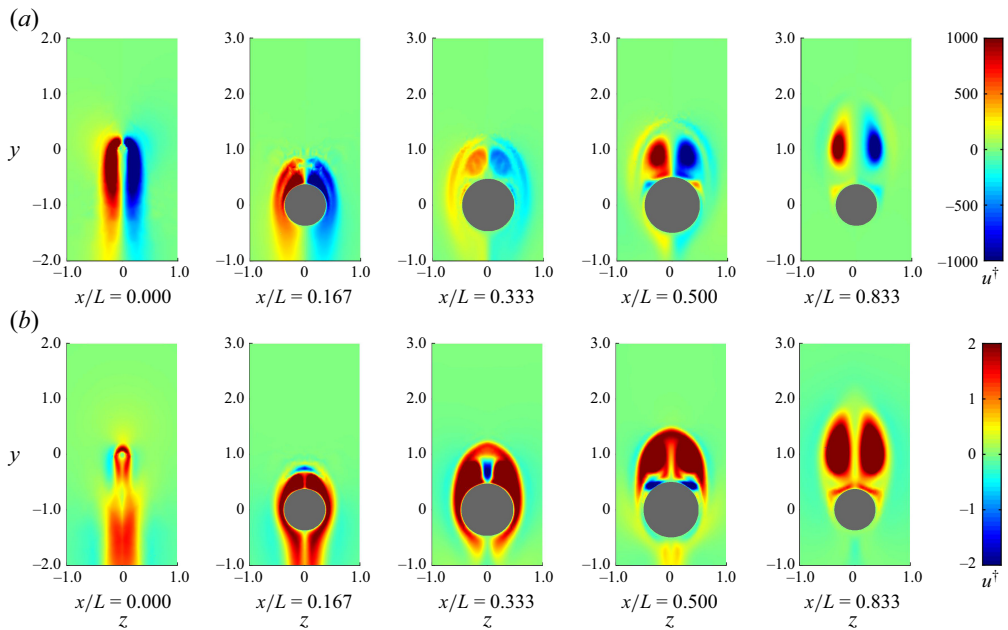 (a)
2.0 3.0 3.0 3.0 3.0 1000
1.0 2.0 2.0 2.0 2.0 500
y 0 1.0 1.0 1.0 1.0 0
–1.0 0 0 0 0 –500
–2.0 –1.0 –1.0 –1.0 –1.0 –1000
–1.0 0 1.0 –1.0 0 1.0 –1.0 0 1.0 –1.0 0 1.0 –1.0 0 1.0 u†
x/L = 0.000 x/L = 0.167 x/L = 0.333 x/L = 0.500 x/L = 0.833
(b)
2.0 3.0 3.0 3.0 3.0 2
1.0 2.0 2.0 2.0 2.0 1
y 0 1.0 1.0 1.0 1.0 0
–1.0 0 0 0 0 –1
–2.0 –1.0 –1.0 –1.0 –1.0 –2
–1.0 0 1.0 –1.0 0 1.0 –1.0 0 1.0 –1.0 0 1.0 –1.0 0 1.0 u†
x/L = 0.000 x/L = 0.167 x/L = 0.333 x/L = 0.500 x/L = 0.833
z z z z z